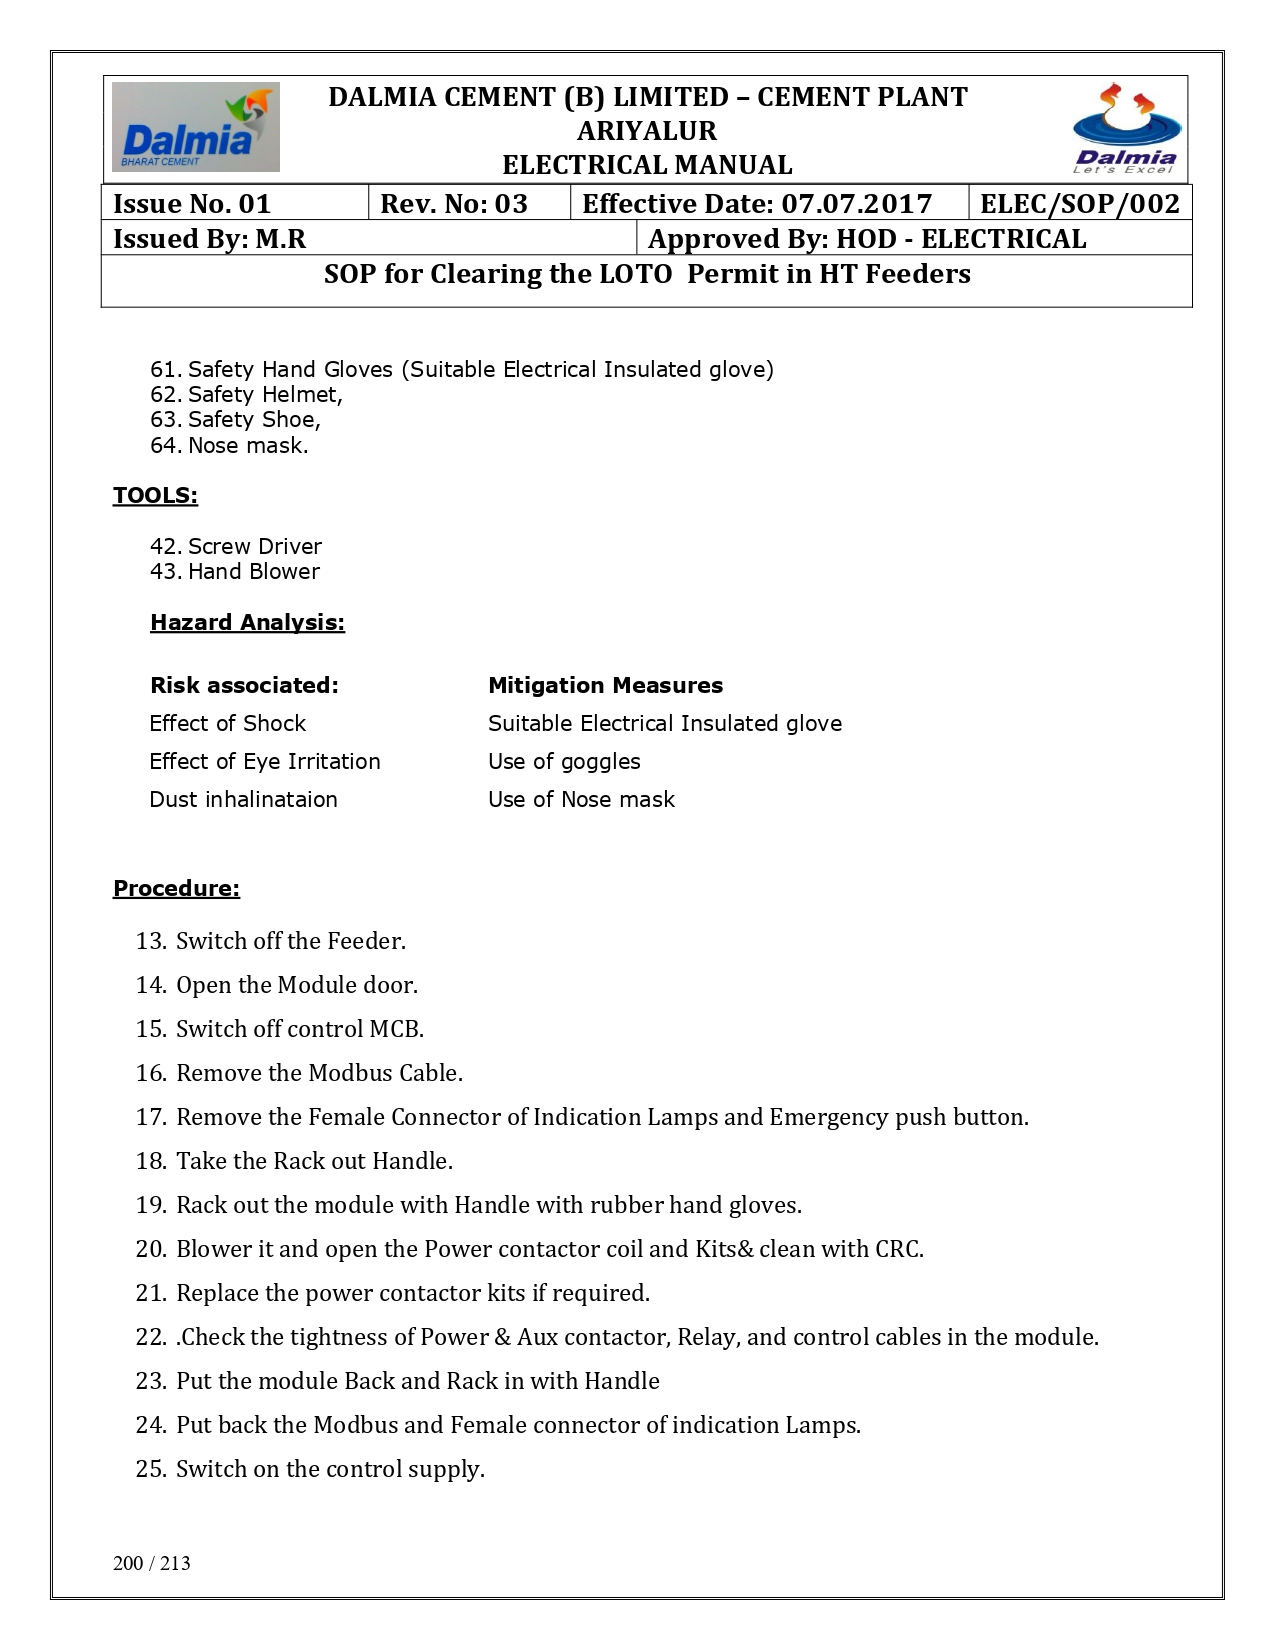 Dalmia
BHARAT CEMENT
DALMIA CEMENT (B) LIMITED – CEMENT PLANT
ARIYALUR
ELECTRICAL MANUAL
Dalmia
Let's Excel
Issue No. 01 Rev. No: 03 Effective Date: 07.07.2017 ELEC/SOP/002
Issued By: M.R Approved By: HOD - ELECTRICAL
SOP for Clearing the LOTO  Permit in HT Feeders
61. Safety Hand Gloves (Suitable Electrical Insulated glove)
62. Safety Helmet,
63. Safety Shoe,
64. Nose mask.
TOOLS:
42. Screw Driver
43. Hand Blower
Hazard Analysis:
Risk associated: Mitigation Measures
Effect of Shock Suitable Electrical Insulated glove
Effect of Eye Irritation Use of goggles
Dust inhalinataion Use of Nose mask
Procedure:
13. Switch off the Feeder.
14. Open the Module door.
15. Switch off control MCB.
16. Remove the Modbus Cable.
17. Remove the Female Connector of Indication Lamps and Emergency push button.
18. Take the Rack out Handle.
19. Rack out the module with Handle with rubber hand gloves.
20. Blower it and open the Power contactor coil and Kits& clean with CRC.
21. Replace the power contactor kits if required.
22. .Check the tightness of Power & Aux contactor, Relay, and control cables in the module.
23. Put the module Back and Rack in with Handle
24. Put back the Modbus and Female connector of indication Lamps.
25. Switch on the control supply.
200 / 213